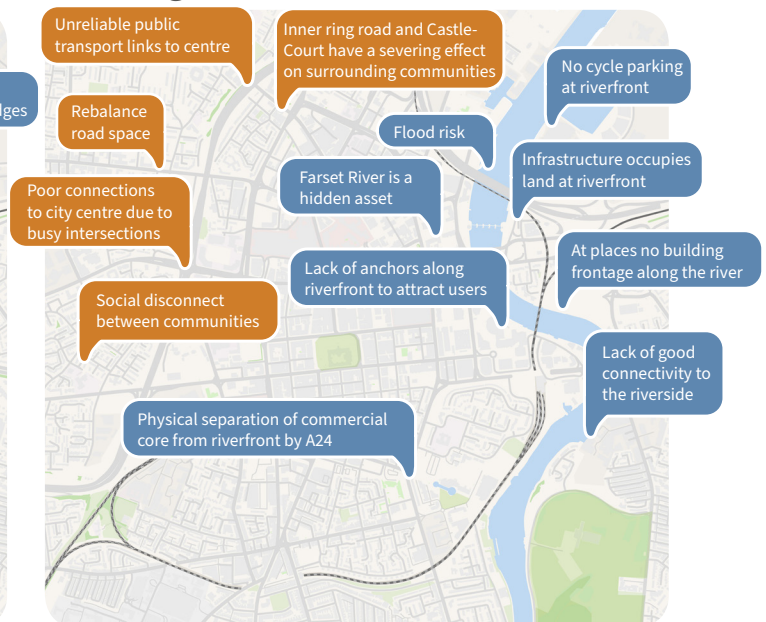 Unreliable public
transport links to centre
Inner ring road and Castle-
Court have a severing effect
on surrounding communities
No cycle parking
at riverfront
dges
Rebalance
road space
Flood risk
Infrastructure occupies
land at riverfront
Farset River is a
hidden asset
Poor connections
to city centre due to
busy intersections
At places no building
frontage along the river
Lack of anchors along
riverfront to attract users
Social disconnect
between communities
Lack of good
connectivity to
the riverside
Physical separation of commercial
core from riverfront by A24